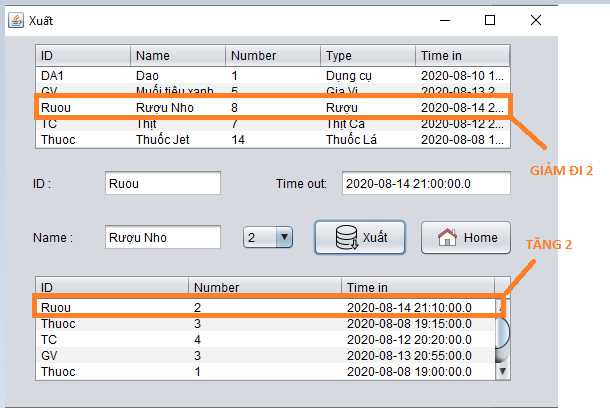 Xuất
ID Name Number Type Time in
DA1 Dao 1 Dụng cụ 2020-08-10 1...
GV Muối tiêu xanh 5 Gia Vị 2020-08-13 2...
Ruou Rượu Nho 8 Rượu 2020-08-14 2...
TC Thịt 7 Thịt Cá 2020-08-12 2...
Thuoc Thuốc Jet 14 Thuốc Lá 2020-08-08 1...
GIẢM ĐI 2
ID : Ruou Time out: 2020-08-14 21:00:00.0
Name : Rượu Nho 2 Xuất Home
TĂNG 2
ID Number Time in
Ruou 2 2020-08-14 21:10:00.0
Thuoc 3 2020-08-08 19:15:00.0
TC 4 2020-08-12 20:20:00.0
GV 3 2020-08-13 20:55:00.0
Thuoc 1 2020-08-08 19:00:00.0